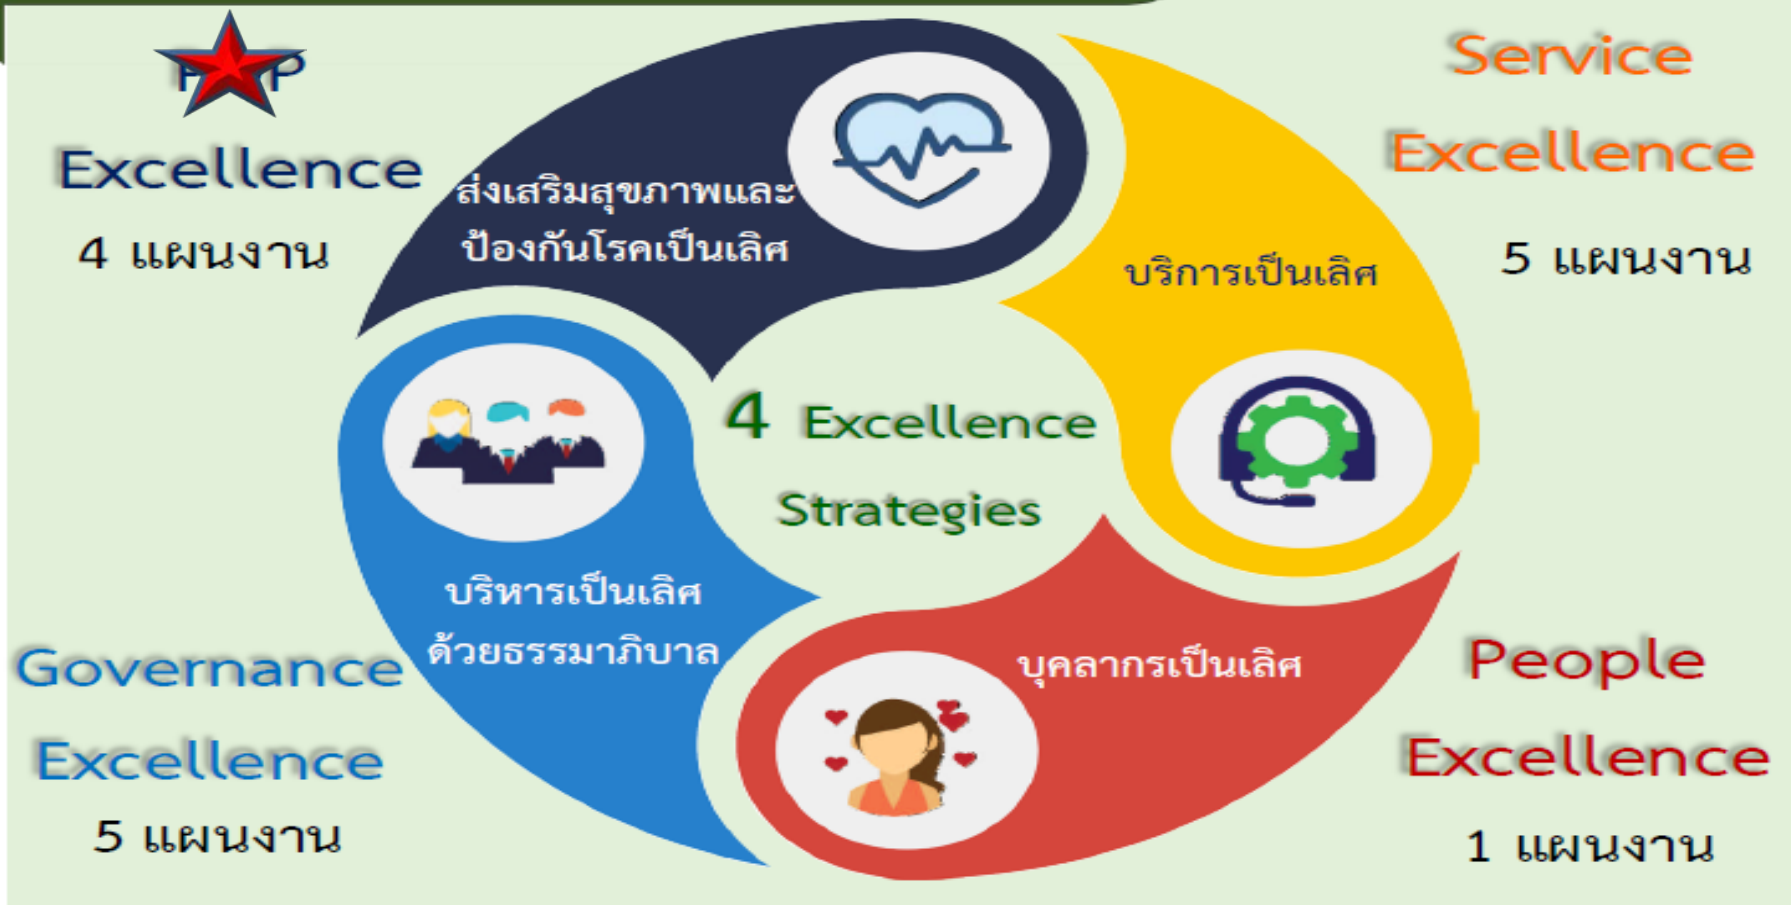 Excellence
4 แผนงาน
ส่งเสริมสุขภาพและ
ป้องกันโรคเป็นเลิศ
Service
Excellence
5 แผนงาน
บริการเป็นเลิศ
4 Excellence
Strategies
บริหารเป็นเลิศ
ด้วยธรรมาภิบาล
Governance
Excellence
5 แผนงาน
บุคลากรเป็นเลิศ
People
Excellence
1 แผนงาน